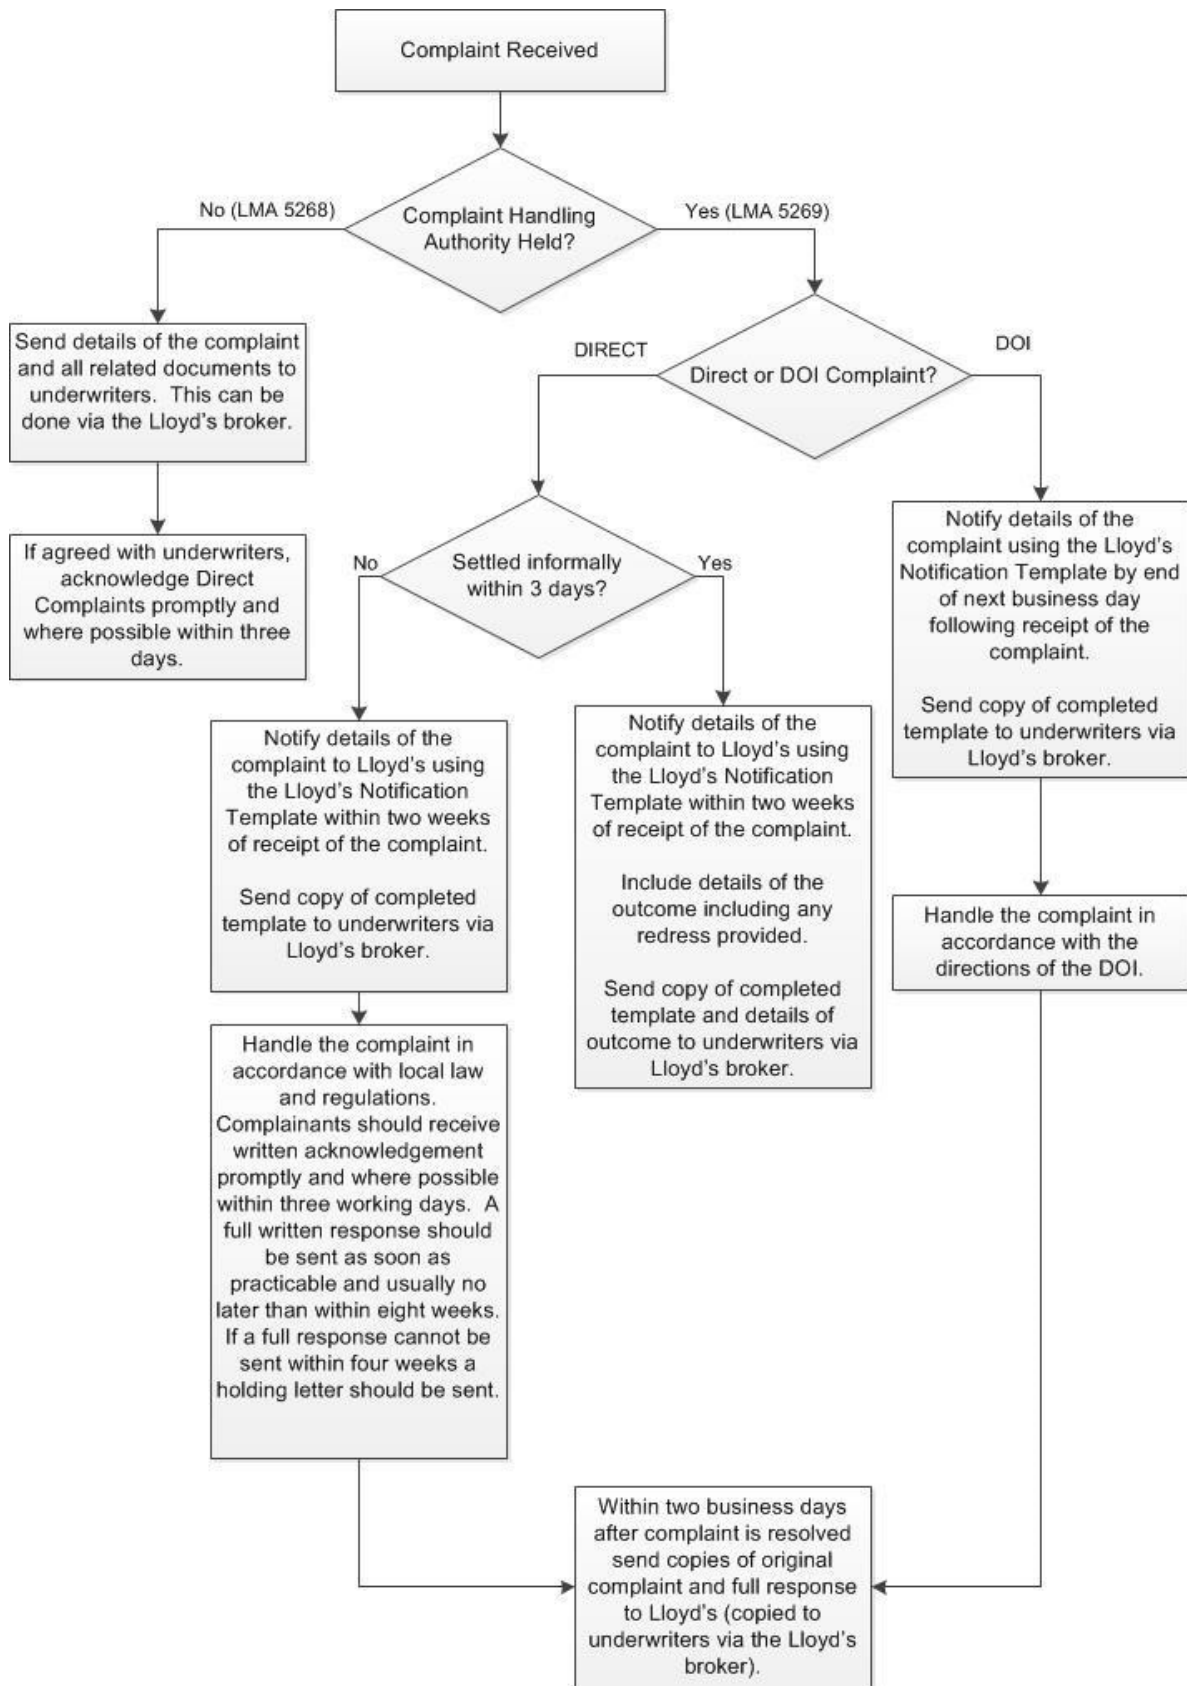 Complaint Received
No (LMA 5268)
Complaint Handling
Authority Held?
Yes (LMA 5269)
Send details of the complaint
and all related documents to
underwriters. This can be
done via the Lloyd's broker.
If agreed with underwriters,
acknowledge Direct
Complaints promptly and
where possible within three
days.
DIRECT
Direct or DOI Complaint?
DOI
No
Settled informally
within 3 days?
Yes
Notify details of the
complaint using the Lloyd's
Notification Template by end
of next business day
following receipt of the
complaint.
Send copy of completed
template to underwriters via
Lloyd's broker.
Notify details of the
complaint to Lloyd's using
the Lloyd's Notification
Template within two weeks
of receipt of the complaint.
Send copy of completed
template to underwriters via
Lloyd's broker.
Notify details of the
complaint to Lloyd's using
the Lloyd's Notification
Template within two weeks
of receipt of the complaint.
Include details of the
outcome including any
redress provided.
Send copy of completed
template and details of
outcome to underwriters via
Lloyd's broker.
Handle the complaint in
accordance with the
directions of the DOI.
Handle the complaint in
accordance with local law
and regulations.
Complainants should receive
written acknowledgement
promptly and where possible
within three working days. A
full written response should
be sent as soon as
practicable and usually no
later than within eight weeks.
If a full response cannot be
sent within four weeks a
holding letter should be sent.
Within two business days
after complaint is resolved
send copies of original
complaint and full response
to Lloyd's (copied to
underwriters via the Lloyd's
broker).